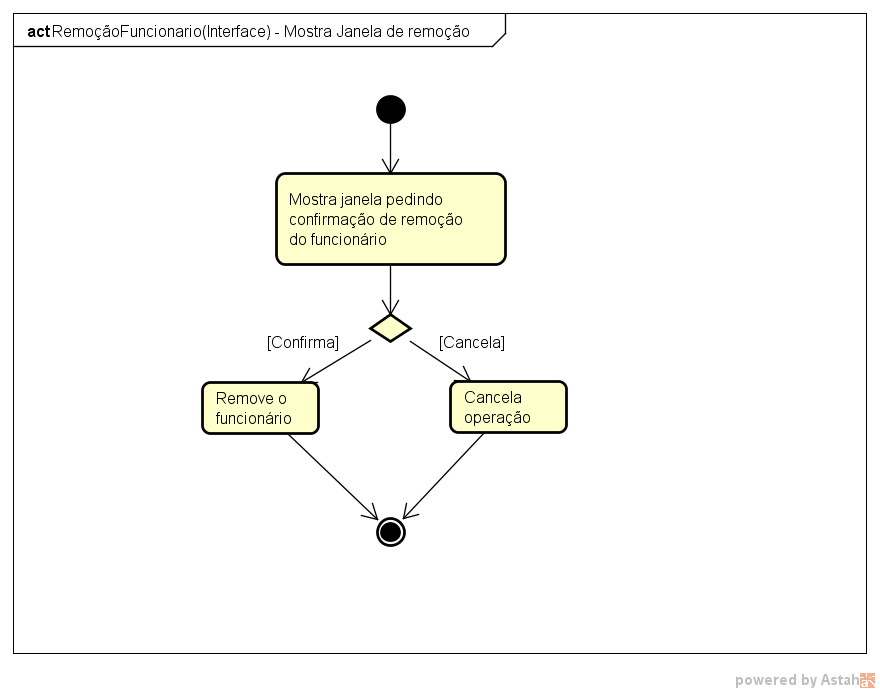 act RemoçãoFuncionario(Interface) - Mostra Janela de remoção
Mostra janela pedindo
confirmação de remoção
do funcionário
[Confirma]
[Cancela]
Remove o
funcionário
Cancela
operação
powered by Astah